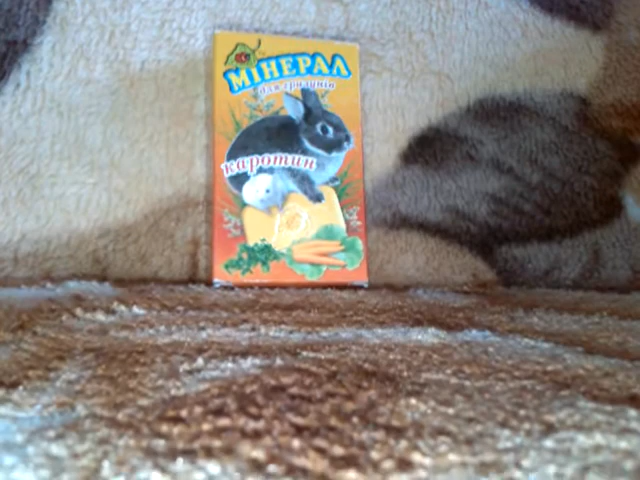 МІНЕРАЛ
для гризунів
каротин